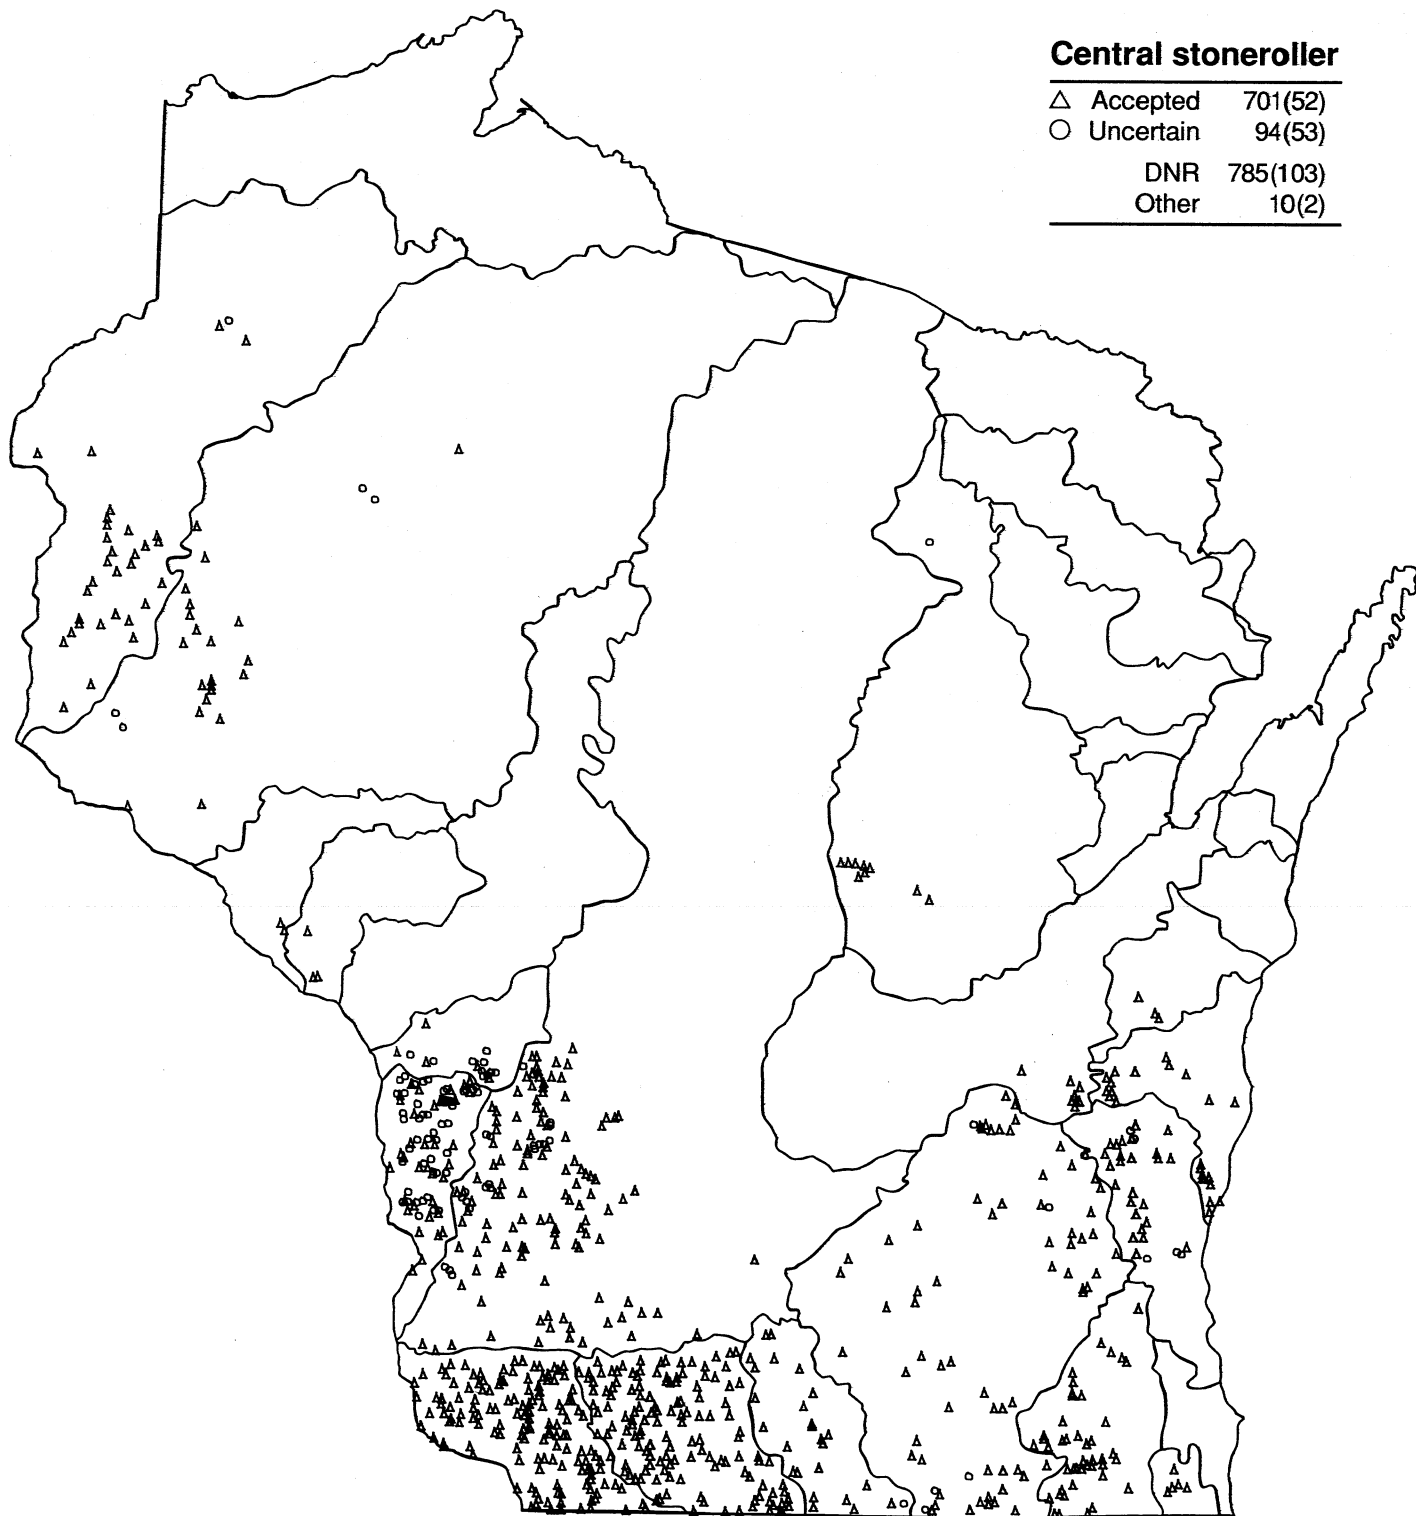 Central stoneroller
Accepted 701(52)
Uncertain 94(53)
DNR 785(103)
Other 10(2)